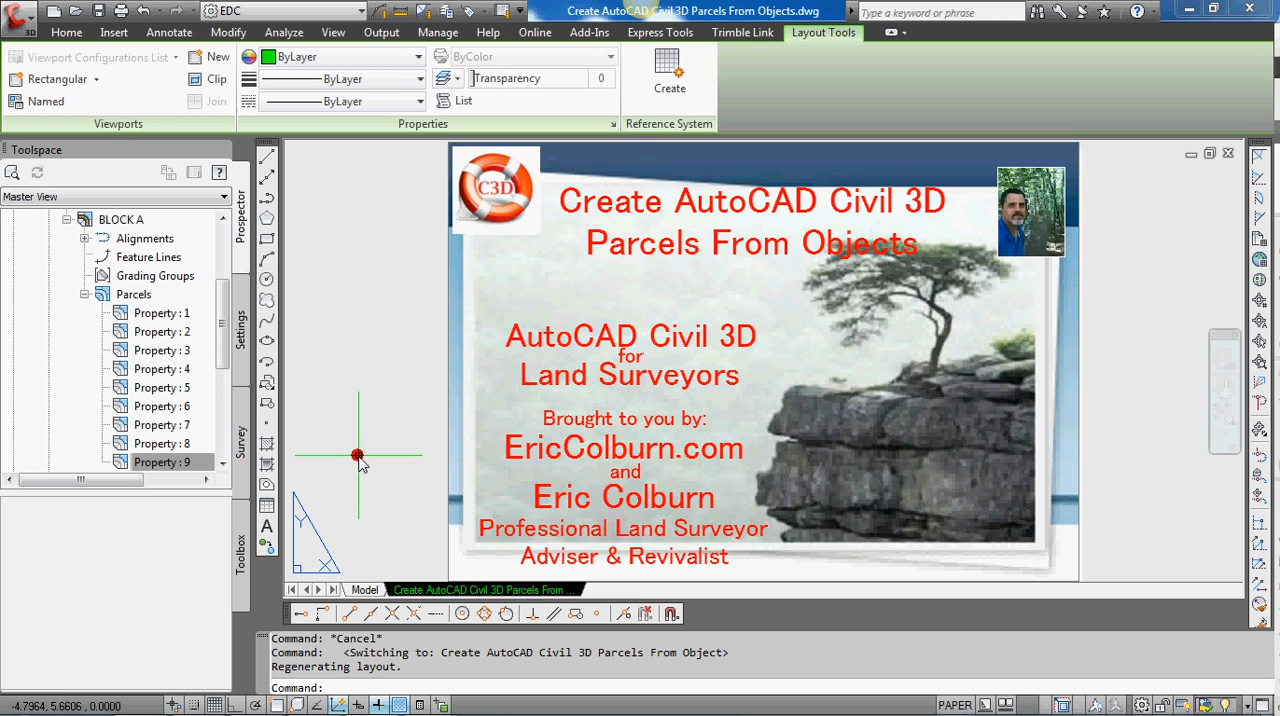 EDC
Create AutoCAD Civil 3D Parcels From Objects.dwg
Type a keyword or phrase
3D
Home Insert Annotate Modify Analyze View Output Manage Help Online Add-Ins Express Tools Trimble Link Layout Tools
Viewport Configurations List New ByLayer ByColor
Rectangular Clip ByLayer Transparency 0 Create
Named Join ByLayer List
Viewports Properties Reference System
Toolspace
Master View
BLOCK A
Alignments
Feature Lines
Grading Groups
Parcels
Property : 1
Property : 2
Property : 3
Property : 4
Property : 5
Property : 6
Property : 7
Property : 8
Property : 9
Prospector
Settings
Survey
Toolbox
C3D
Create AutoCAD Civil 3D
Parcels From Objects
AutoCAD Civil 3D
for
Land Surveyors
Brought to you by:
EricColburn.com
and
Eric Colburn
Professional Land Surveyor
Adviser & Revivalist
Y
X
A
Model Create AutoCAD Civil 3D Parcels From ...
Command: *Cancel*
Command: <Switching to: Create AutoCAD Civil 3D Parcels From Object>
Regenerating layout.
Command:
-4.7964, 5.6606 , 0.0000 PAPER